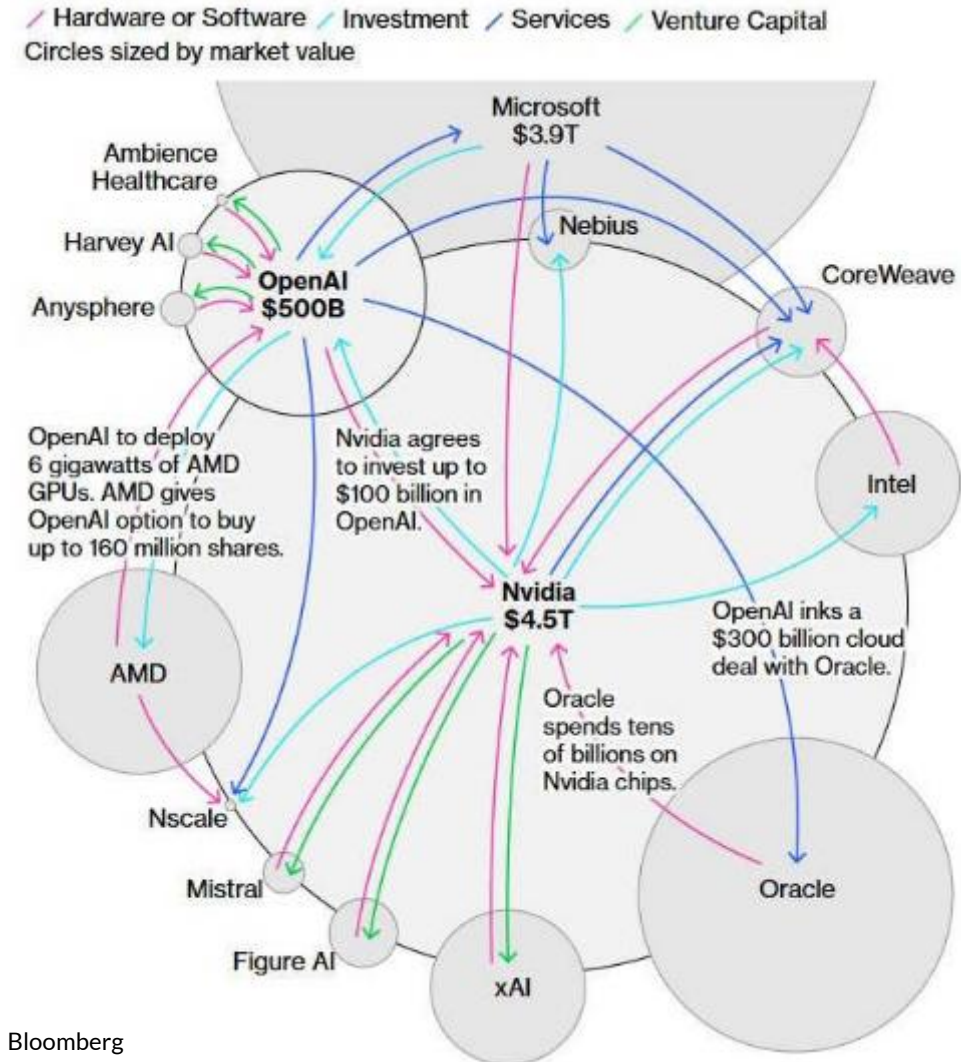 Hardware or Software / Investment / Services / Venture Capital
Circles sized by market value
Microsoft
$3.9T
Ambience
Healthcare
Harvey AI
Anysphere
OpenAI
$500B
Nebius
CoreWeave
OpenAI to deploy
6 gigawatts of AMD
GPUs. AMD gives
OpenAI option to buy
up to 160 million shares.
Nvidia agrees
to invest up to
$100 billion in
OpenAI.
Intel
Nvidia
$4.5T
OpenAI inks a
$300 billion cloud
deal with Oracle.
AMD
Oracle
spends tens
of billions on
Nvidia chips.
Nscale
Mistral
Figure AI
xAI
Oracle
Bloomberg